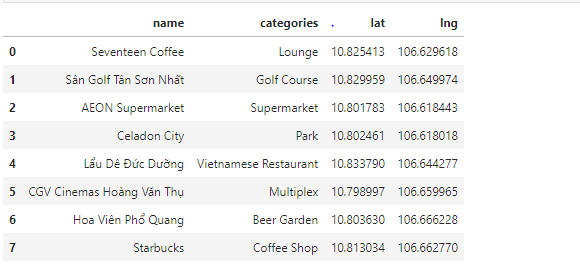 name categories . lat lng
0 Seventeen Coffee Lounge 10.825413 106.629618
1 Sân Golf Tân Sơn Nhất Golf Course 10.829959 106.649974
2 AEON Supermarket Supermarket 10.801783 106.618443
3 Celadon City Park 10.802461 106.618018
4 Lẩu Dê Đức Dưỡng Vietnamese Restaurant 10.833790 106.644277
5 CGV Cinemas Hoàng Văn Thụ Multiplex 10.798997 106.659965
6 Hoa Viên Phổ Quang Beer Garden 10.803630 106.666228
7 Starbucks Coffee Shop 10.813034 106.662770